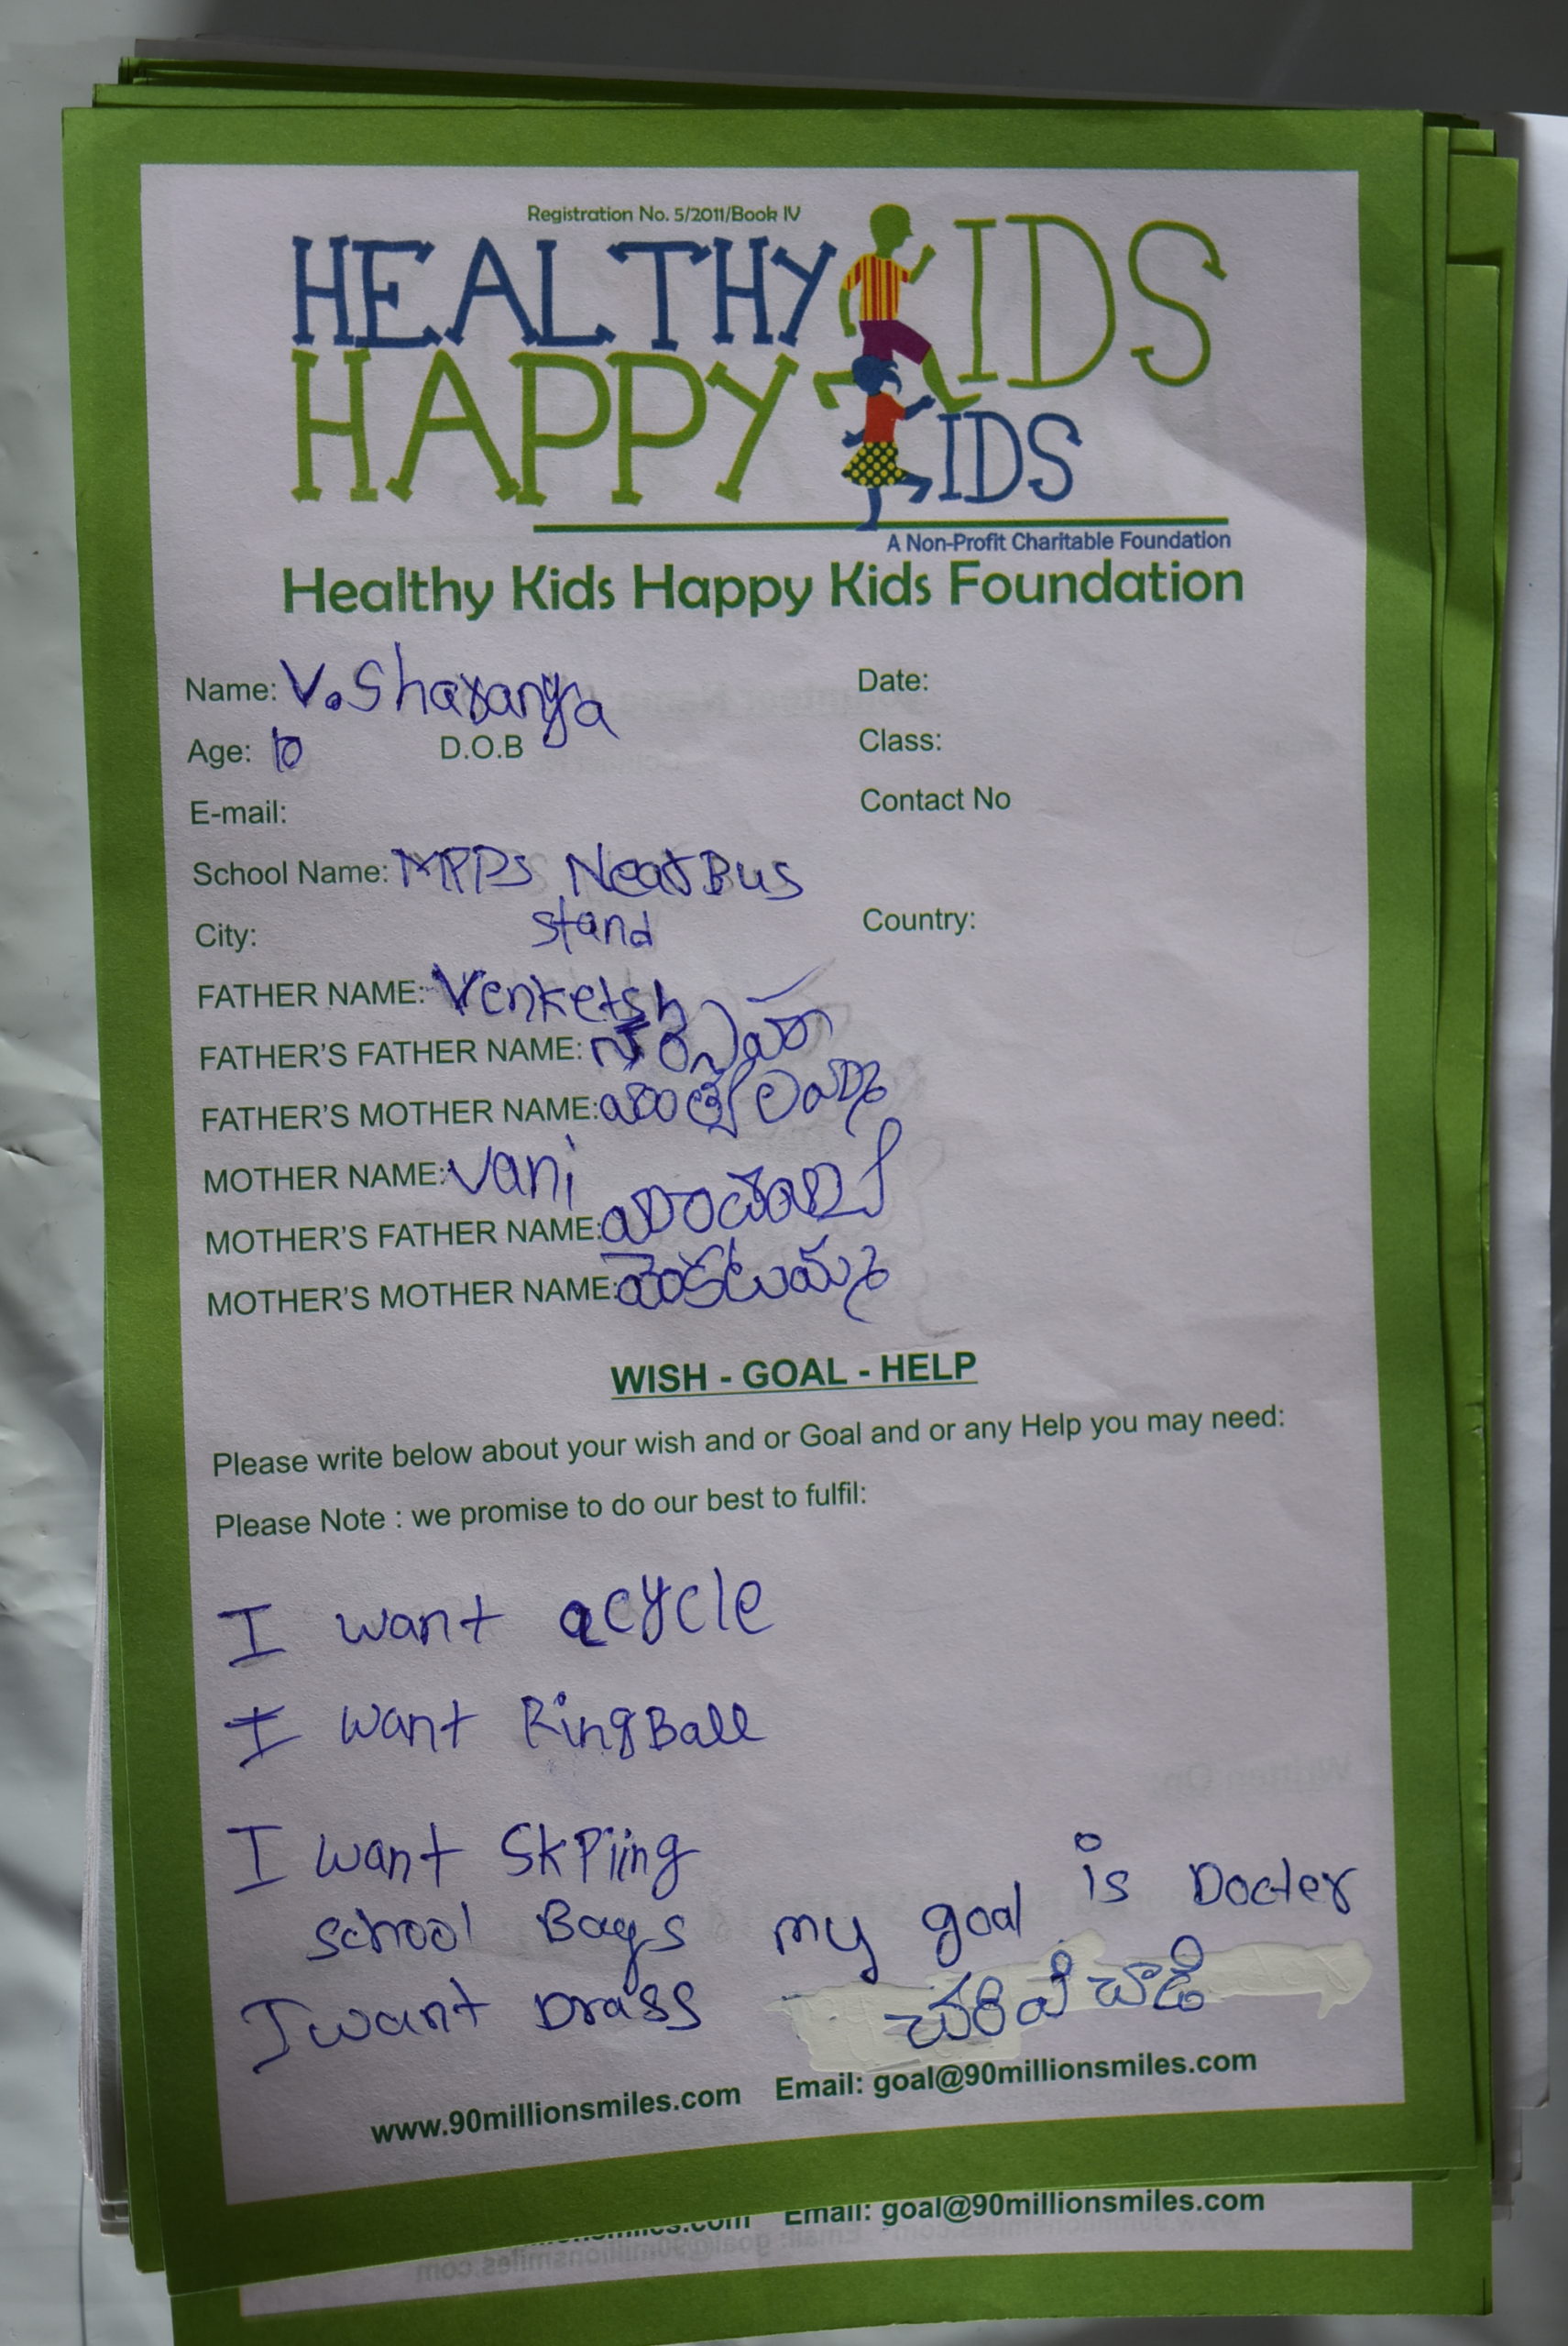 Registration No. 5/2011/Book IV
HEALTHY KIDS
HAPPY KIDS
A Non-Profit Charitable Foundation
Healthy Kids Happy Kids Foundation
Name: V. Sharanya Date:
Age: 10 D.O.B Class:
E-mail: Contact No
School Name: MPPS Near Bus
stand
City: Country:
FATHER NAME: Venketsh
FATHER'S FATHER NAME:
FATHER'S MOTHER NAME:
MOTHER NAME: Vani
MOTHER'S FATHER NAME:
MOTHER'S MOTHER NAME: వెంకటమ్మ
WISH - GOAL - HELP
Please write below about your wish and or Goal and or any Help you may need:
Please Note : we promise to do our best to fulfil:
I want acycle
I want RingBall
I want SkPiing
school Bags my goal is Docter
I want Drass
www.90millionsmiles.com Email: goal@90millionsmiles.com
Email: goal@90millionsmiles.com